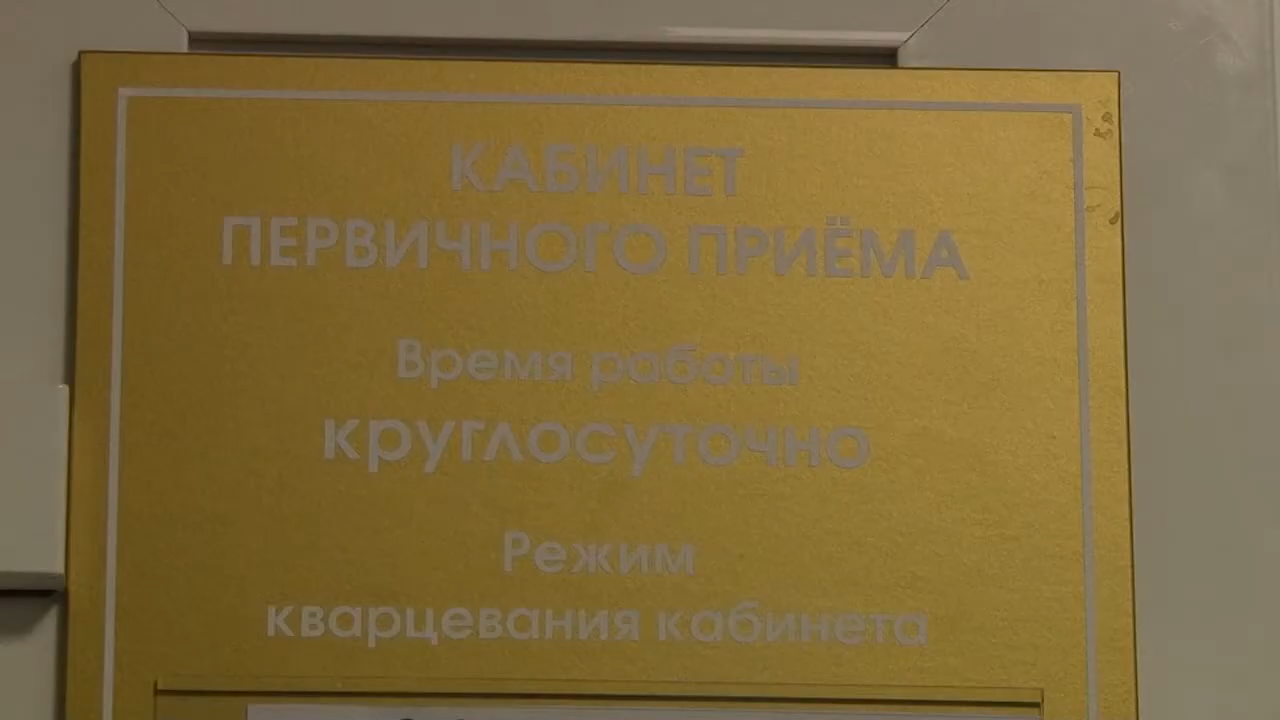 КАБИНЕТ
ПЕРВИЧНОГО ПРИЁМА
Время работы
круглосуточно
Режим
кварцевания кабинета